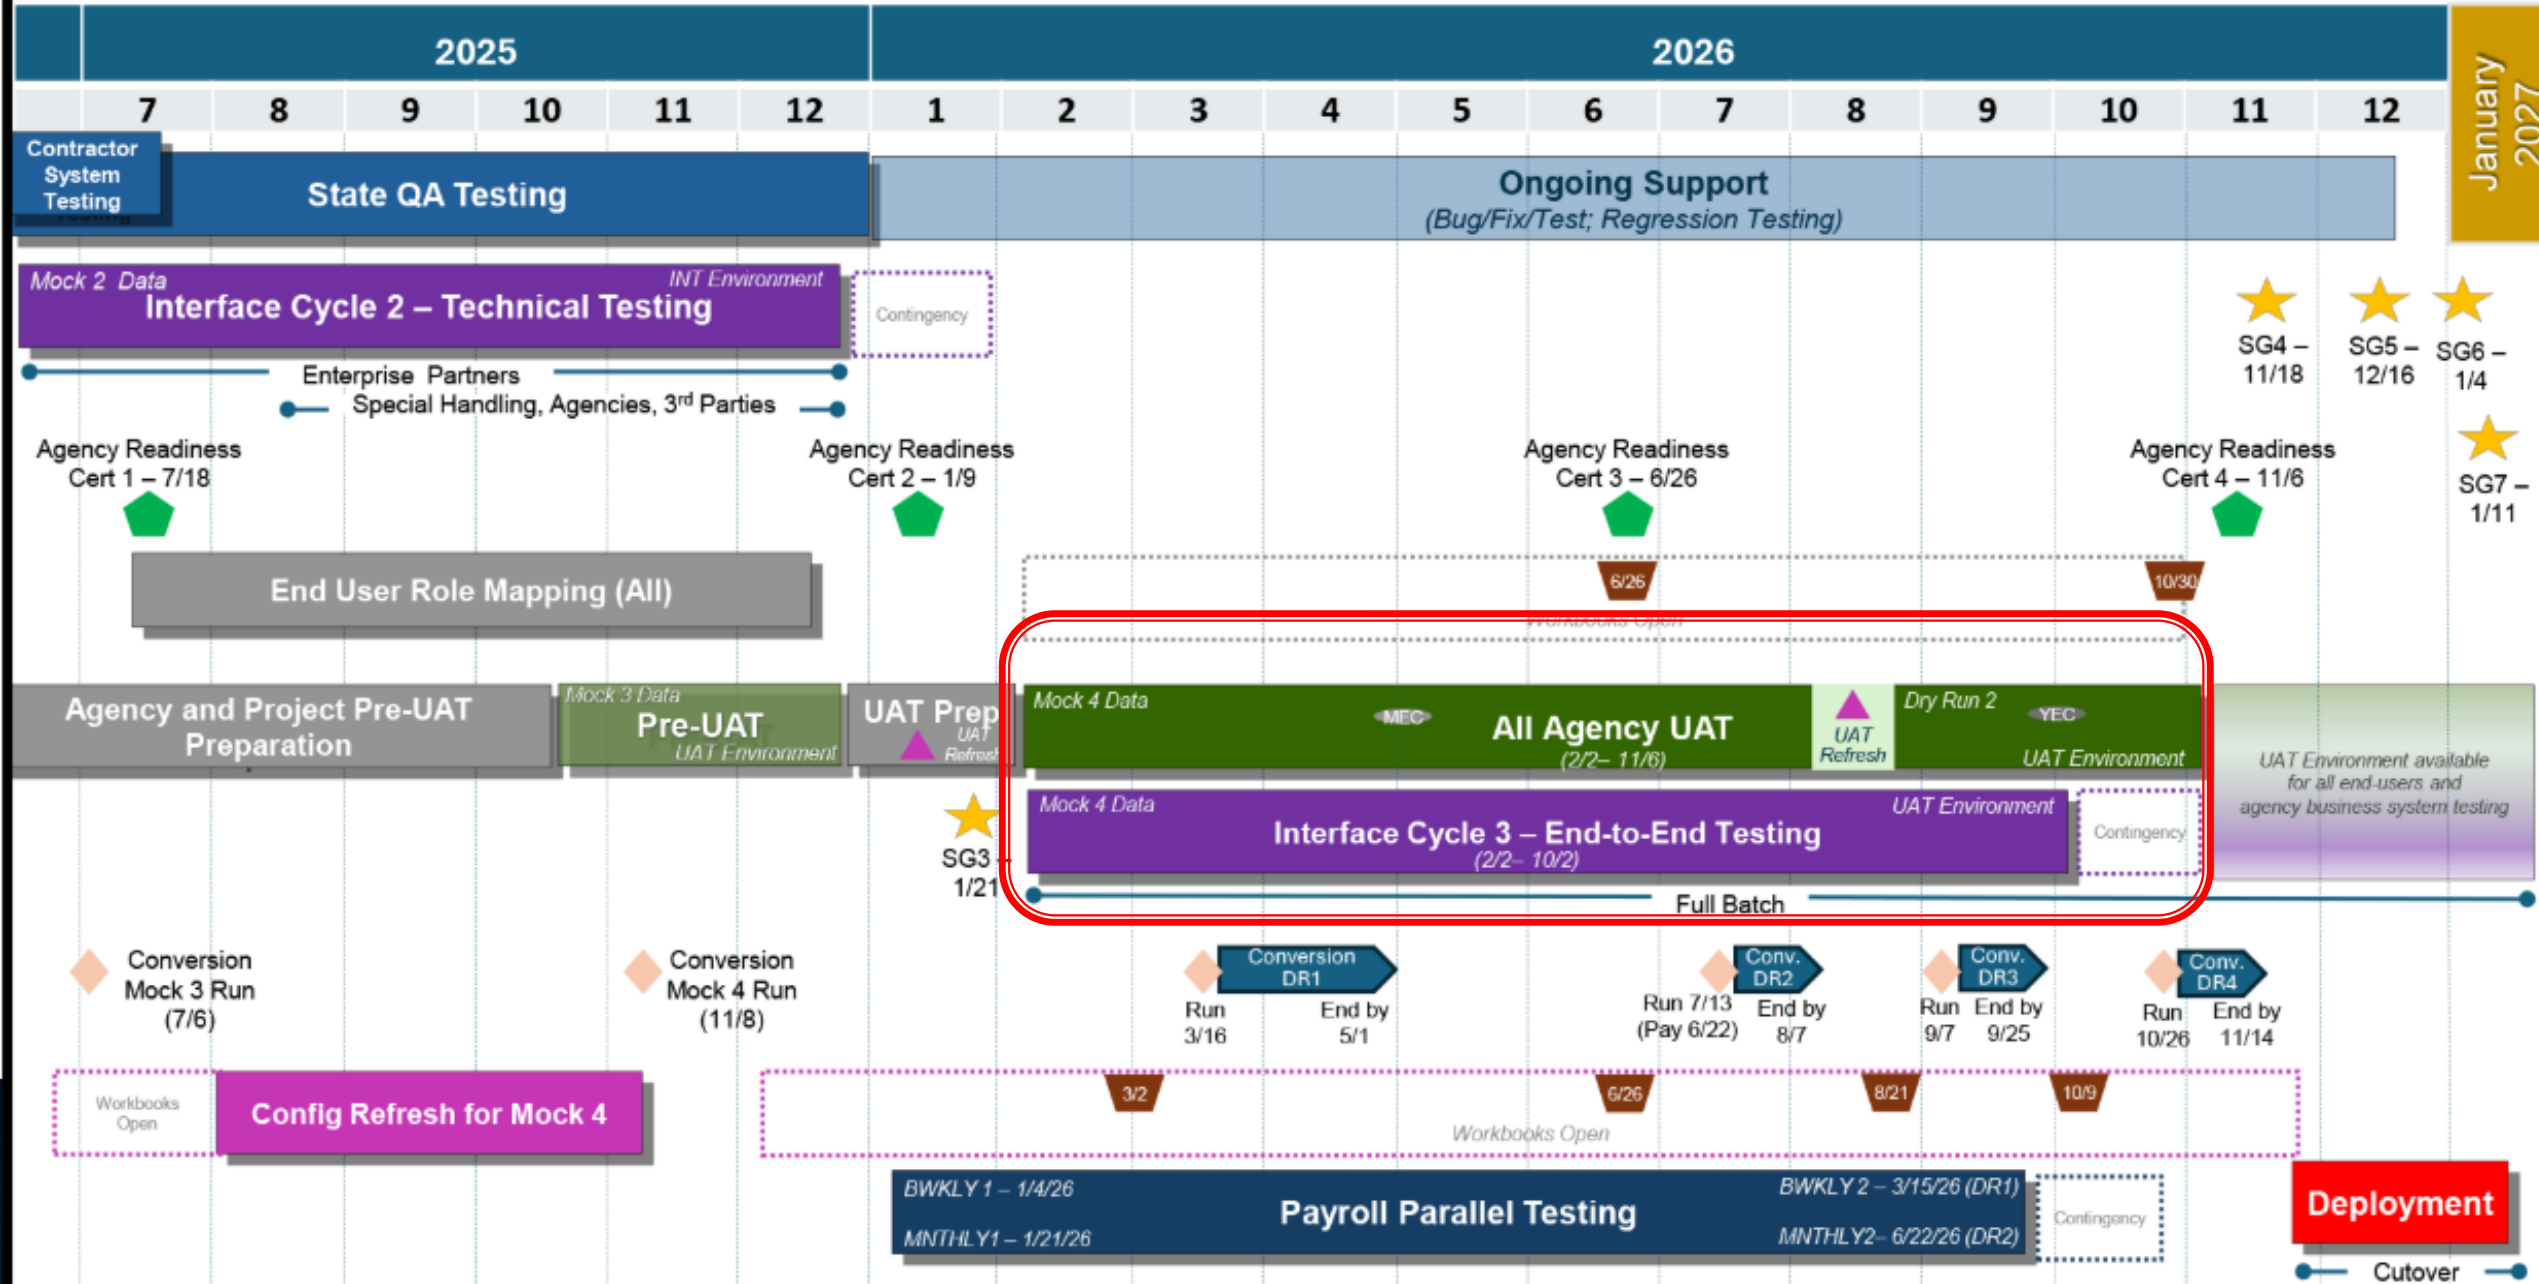 2025
2026
January
2027
7 8 9 10 11 12 1 2 3 4 5 6 7 8 9 10 11 12
Contractor
System
Testing
State QA Testing
Ongoing Support
(Bug/Fix/Test; Regression Testing)
Mock 2 Data
INT Environment
Interface Cycle 2 – Technical Testing
Contingency
Enterprise Partners
Special Handling, Agencies, 3rd Parties
SG4 –
11/18
SG5 –
12/16
SG6 –
1/4
SG7 –
1/11
Agency Readiness
Cert 1 – 7/18
Agency Readiness
Cert 2 – 1/9
Agency Readiness
Cert 3 – 6/26
Agency Readiness
Cert 4 – 11/6
End User Role Mapping (All)
6/26
10/30
Workbooks Open
Agency and Project Pre-UAT
Preparation
Mock 3 Data
Pre-UAT
UAT Environment
UAT Prep
UAT
Refresh
Mock 4 Data
MEC
All Agency UAT
(2/2– 11/6)
UAT
Refresh
Dry Run 2
YEC
UAT Environment
UAT Environment available
for all end-users and
agency business system testing
SG3 –
1/21
Mock 4 Data
UAT Environment
Interface Cycle 3 – End-to-End Testing
(2/2– 10/2)
Contingency
Full Batch
Conversion
Mock 3 Run
(7/6)
Conversion
Mock 4 Run
(11/8)
Conversion
DR1
Run
3/16
End by
5/1
Conv.
DR2
Run 7/13
(Pay 6/22)
End by
8/7
Conv.
DR3
Run
9/7
End by
9/25
Conv.
DR4
Run
10/26
End by
11/14
Workbooks
Open
Config Refresh for Mock 4
3/2
6/26
8/21
10/9
Workbooks Open
BWKLY 1 – 1/4/26
MNTHLY1 – 1/21/26
Payroll Parallel Testing
BWKLY 2 – 3/15/26 (DR1)
MNTHLY2– 6/22/26 (DR2)
Contingency
Deployment
Cutover